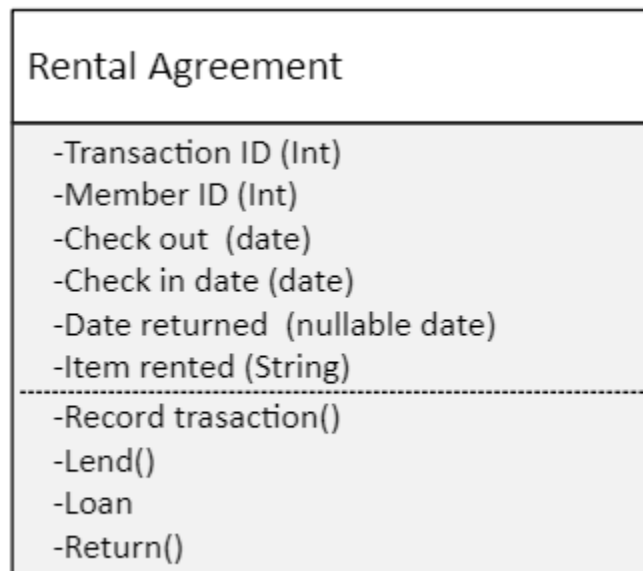 Rental Agreement
-Transaction ID (Int)
-Member ID (Int)
-Check out  (date)
-Check in date (date)
-Date returned  (nullable date)
-Item rented (String)
-Record trasaction()
-Lend()
-Loan
-Return()